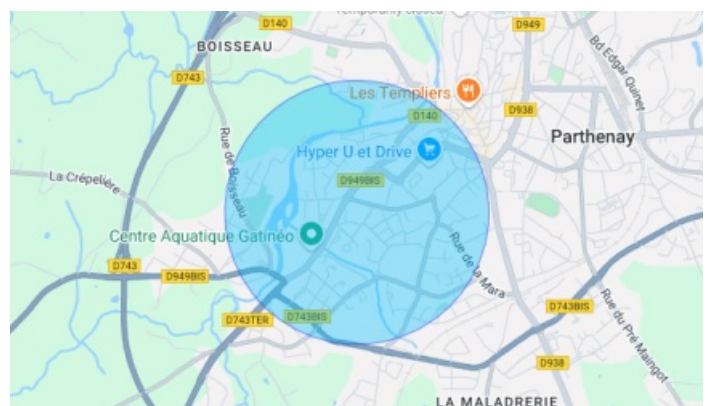 Temporarily closed
D140
D949
BOISSEAU
Bd Edgar Quinet
D743
Les Templiers
D140
D938
Rue de Boisseau
Hyper U et Drive
Parthenay
La Crépelière
D949BIS
Centre Aquatique Gatinéo
Rue de la Mara
D743
D949BIS
D743BIS
D743TER
D743BIS
Rue du Pré Maingot
D938
LA MALADRERIE